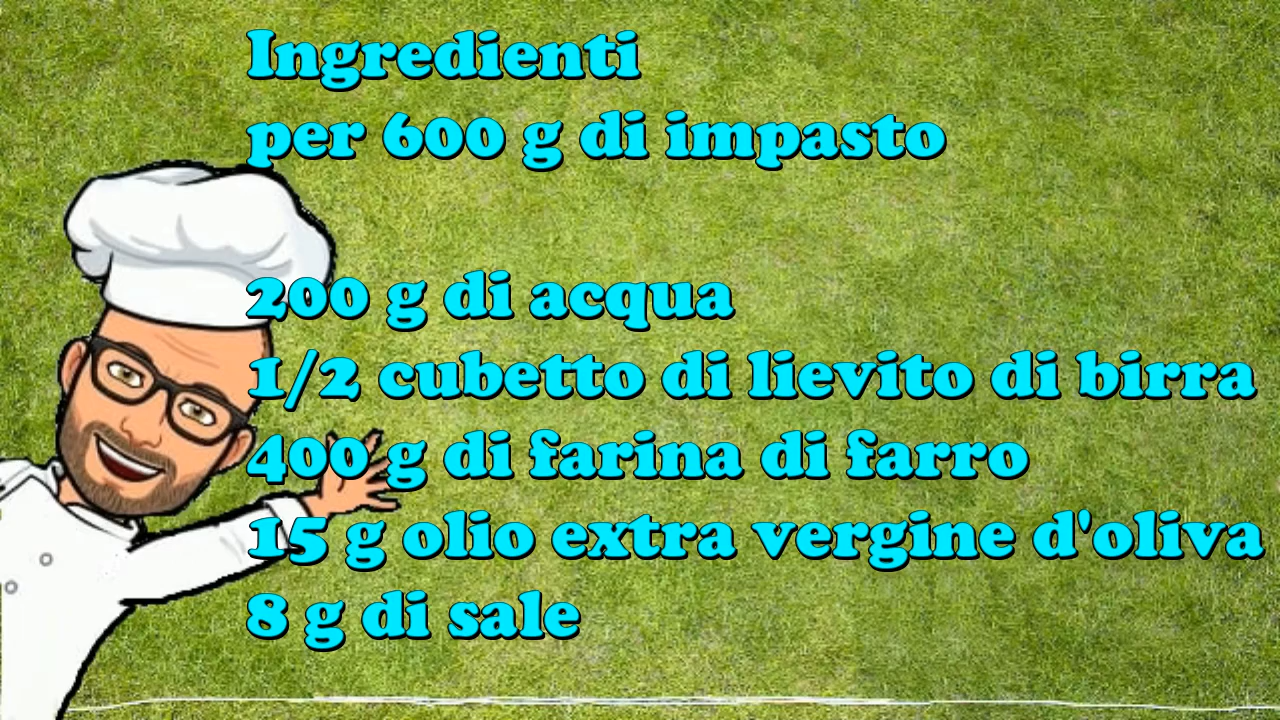 Ingredienti
per 600 g di impasto
200 g di acqua
1/2 cubetto di lievito di birra
400 g di farina di farro
15 g olio extra vergine d'oliva
8 g di sale